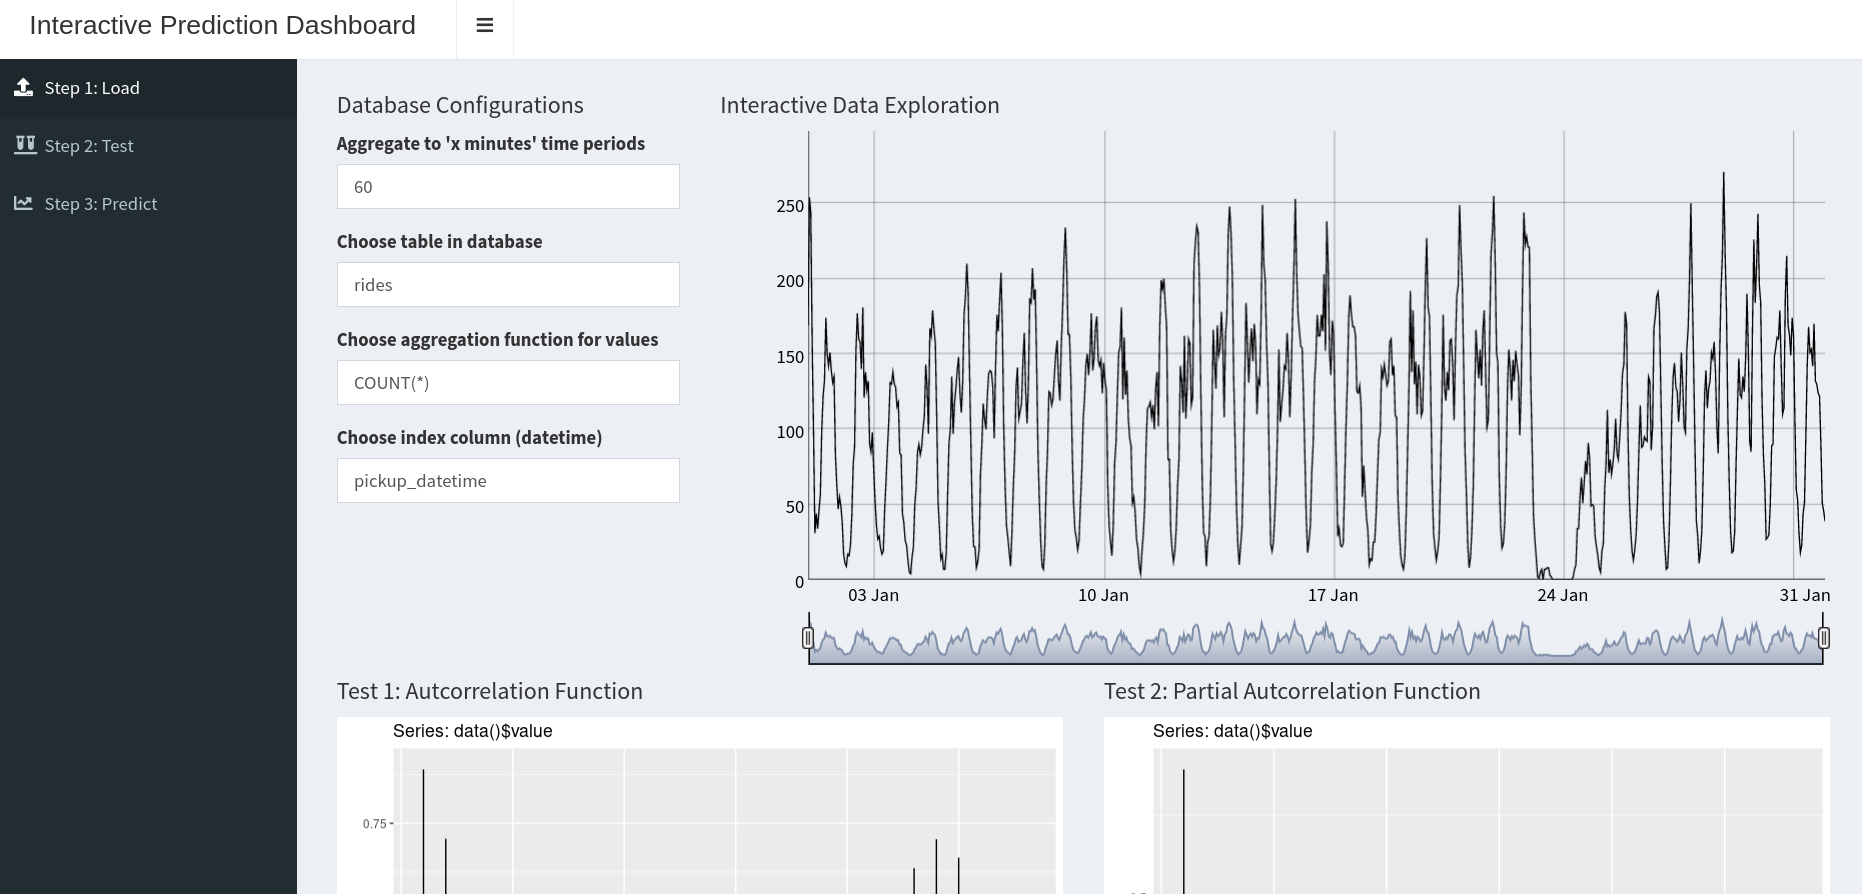 Interactive Prediction Dashboard
Step 1: Load
Step 2: Test
Step 3: Predict
Database Configurations
Aggregate to 'x minutes' time periods
60
Choose table in database
rides
Choose aggregation function for values
COUNT(*)
Choose index column (datetime)
pickup_datetime
Interactive Data Exploration
250
200
150
100
50
0
03 Jan
10 Jan
17 Jan
24 Jan
31 Jan
Test 1: Autcorrelation Function
Series: data()$value
0.75
Test 2: Partial Autcorrelation Function
Series: data()$value